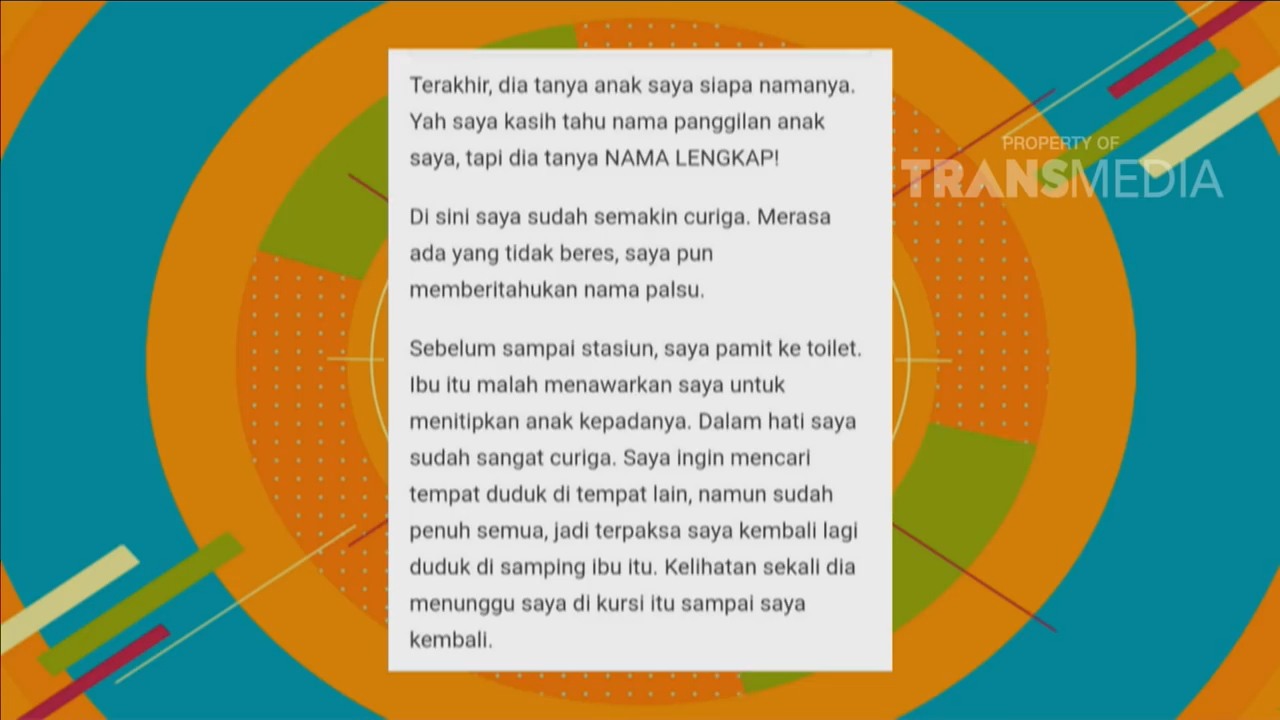 Terakhir, dia tanya anak saya siapa namanya.
Yah saya kasih tahu nama panggilan anak
saya, tapi dia tanya NAMA LENGKAP!
Di sini saya sudah semakin curiga. Merasa
ada yang tidak beres, saya pun
memberitahukan nama palsu.
Sebelum sampai stasiun, saya pamit ke toilet.
Ibu itu malah menawarkan saya untuk
menitipkan anak kepadanya. Dalam hati saya
sudah sangat curiga. Saya ingin mencari
tempat duduk di tempat lain, namun sudah
penuh semua, jadi terpaksa saya kembali lagi
duduk di samping ibu itu. Kelihatan sekali dia
menunggu saya di kursi itu sampai saya
kembali.
PROPERTY OF
TRANSMEDIA